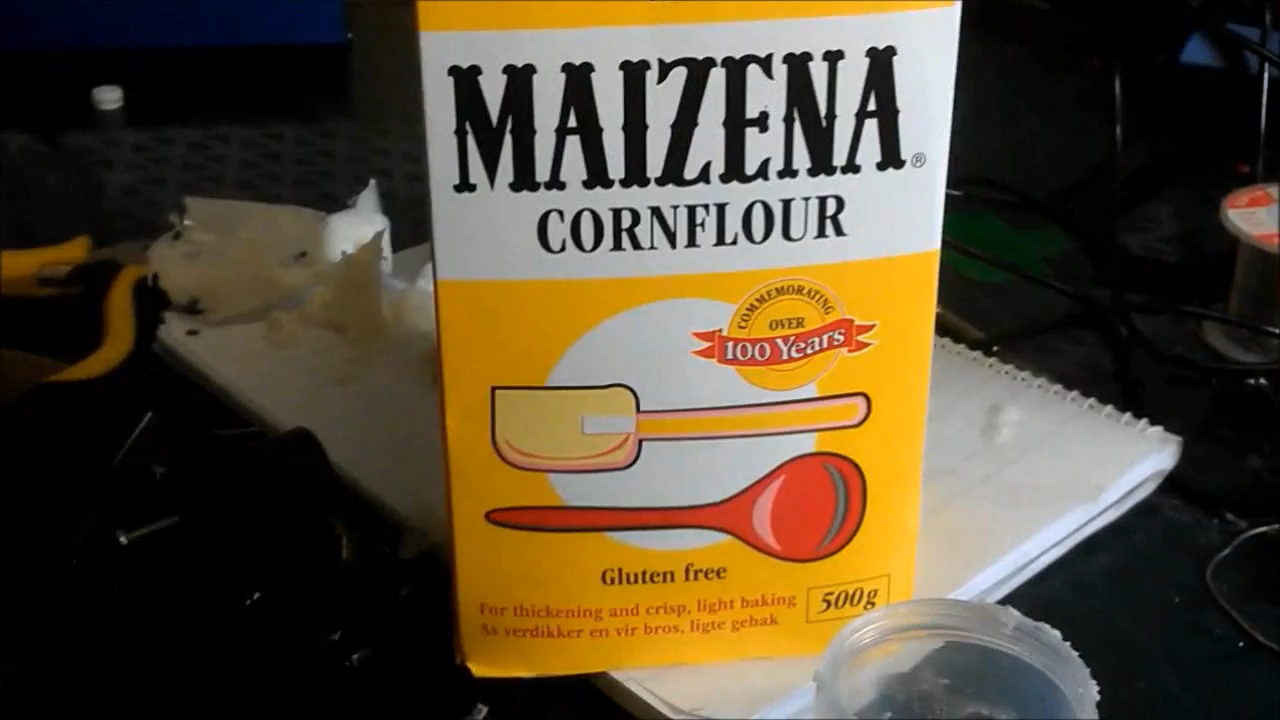 MAIZENA®
CORNFLOUR
COMMEMORATING
OVER
100 Years
Gluten free
For thickening and crisp, light baking
As verdikker en vir bros, ligte gebak
500g